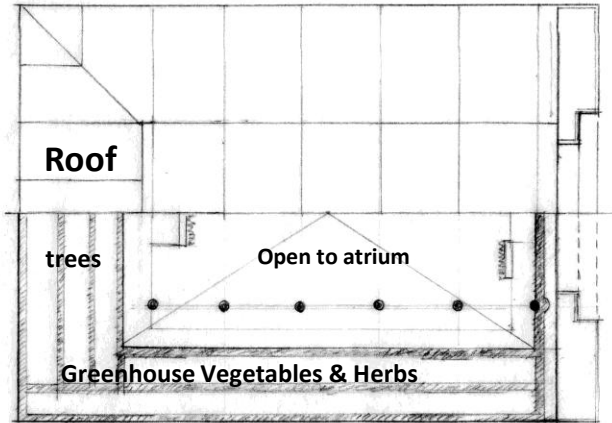 Roof
trees
Open to atrium
Greenhouse Vegetables & Herbs